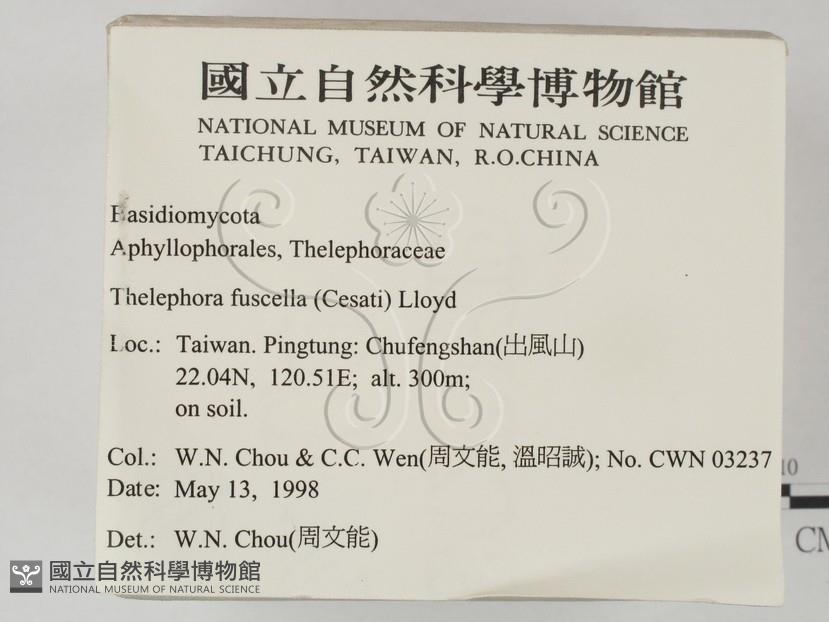 國立自然科學博物館
NATIONAL MUSEUM OF NATURAL SCIENCE
TAICHUNG, TAIWAN, R.O.CHINA
Basidiomycota
Aphyllophorales, Thelephoraceae
Thelephora fuscella (Cesati) Lloyd
Loc.: Taiwan. Pingtung: Chufengshan(出風山)
22.04N, 120.51E; alt. 300m;
on soil.
Col.: W.N. Chou & C.C. Wen(周文能, 溫昭誠); No. CWN 03237
Date: May 13, 1998
Det.: W.N. Chou(周文能)
10
CM
國立自然科學博物館
NATIONAL MUSEUM OF NATURAL SCIENCE